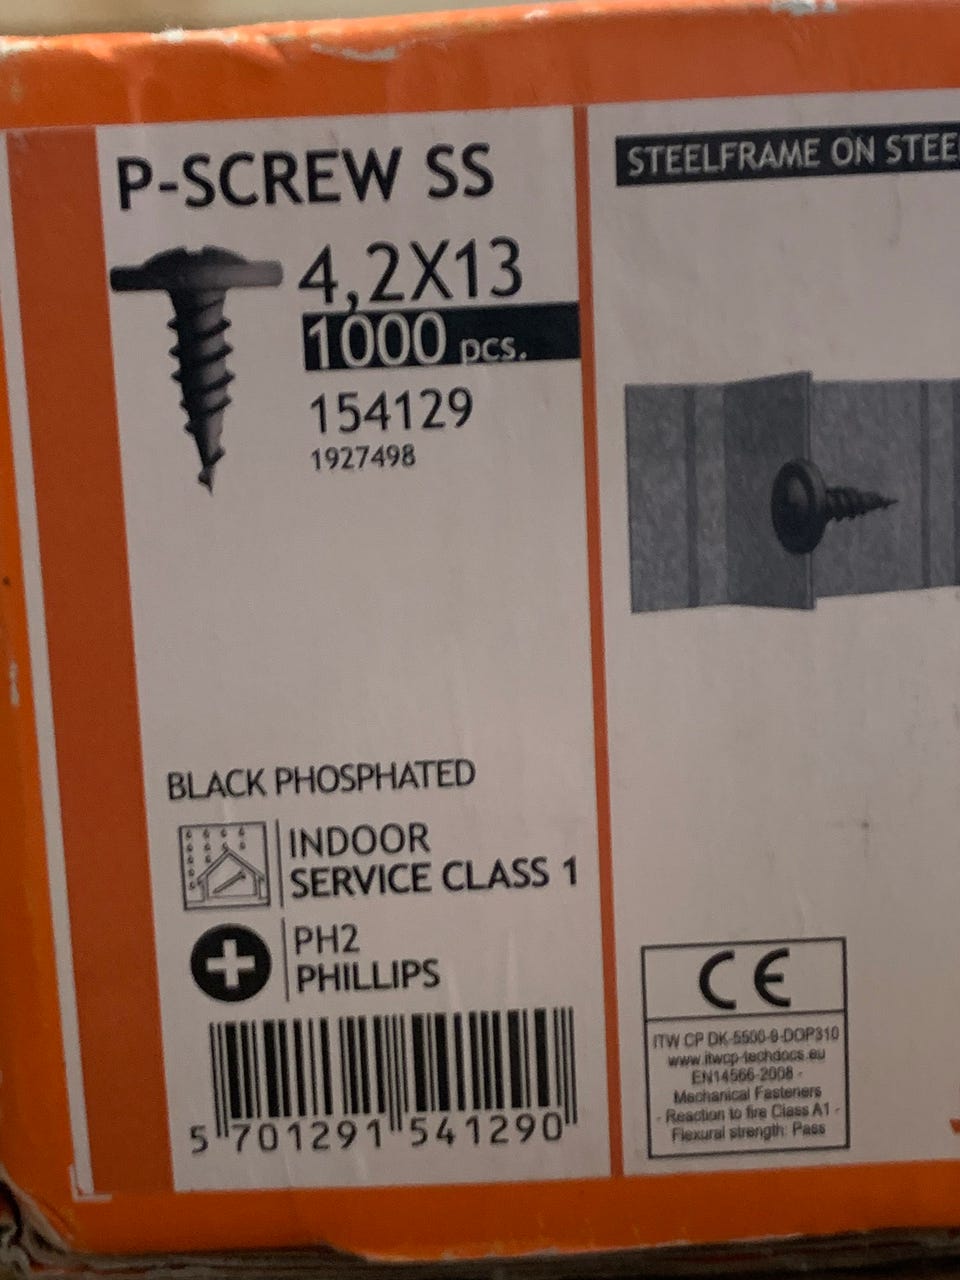 P-SCREW SS
4,2X13
1000 pcs.
154129
1927498
BLACK PHOSPHATED
INDOOR
SERVICE CLASS 1
PH2
PHILLIPS
5 701291 541290
STEELFRAME ON STEE
CE
ITW CP DK-5500-9-DOP310
www.itwcp-techdocs.eu
EN14566-2008 -
Mechanical Fasteners
- Reaction to fire Class A1 -
Flexural strength: Pass